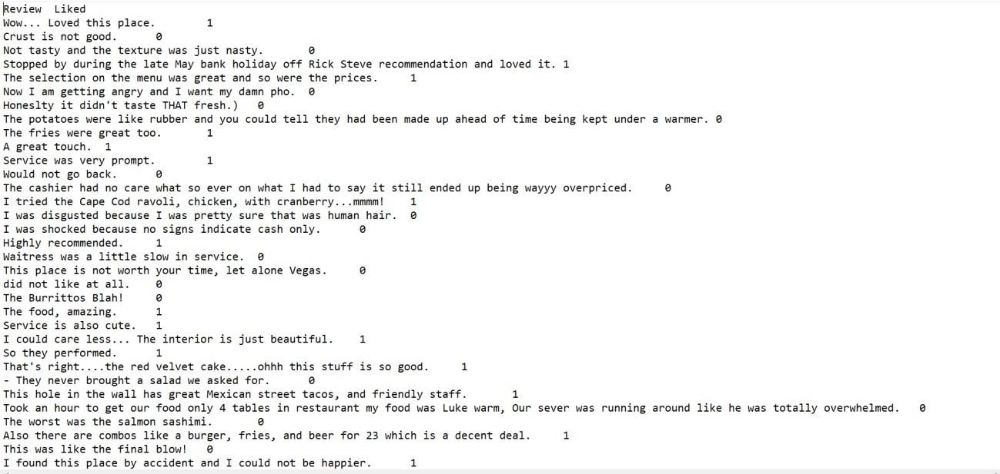 Review	Liked
Wow... Loved this place.	1
Crust is not good.	0
Not tasty and the texture was just nasty.	0
Stopped by during the late May bank holiday off Rick Steve recommendation and loved it.	1
The selection on the menu was great and so were the prices.	1
Now I am getting angry and I want my damn pho.	0
Honeslty it didn't taste THAT fresh.)	0
The potatoes were like rubber and you could tell they had been made up ahead of time being kept under a warmer.	0
The fries were great too.	1
A great touch.	1
Service was very prompt.	1
Would not go back.	0
The cashier had no care what so ever on what I had to say it still ended up being wayyy overpriced.	0
I tried the Cape Cod ravoli, chicken, with cranberry...mmmm!	1
I was disgusted because I was pretty sure that was human hair.	0
I was shocked because no signs indicate cash only.	0
Highly recommended.	1
Waitress was a little slow in service.	0
This place is not worth your time, let alone Vegas.	0
did not like at all.	0
The Burrittos Blah!	0
The food, amazing.	1
Service is also cute.	1
I could care less... The interior is just beautiful.	1
So they performed.	1
That's right....the red velvet cake.....ohhh this stuff is so good.	1
- They never brought a salad we asked for.	0
This hole in the wall has great Mexican street tacos, and friendly staff.	1
Took an hour to get our food only 4 tables in restaurant my food was Luke warm, Our sever was running around like he was totally overwhelmed.	0
The worst was the salmon sashimi.	0
Also there are combos like a burger, fries, and beer for 23 which is a decent deal.	1
This was like the final blow!	0
I found this place by accident and I could not be happier.	1